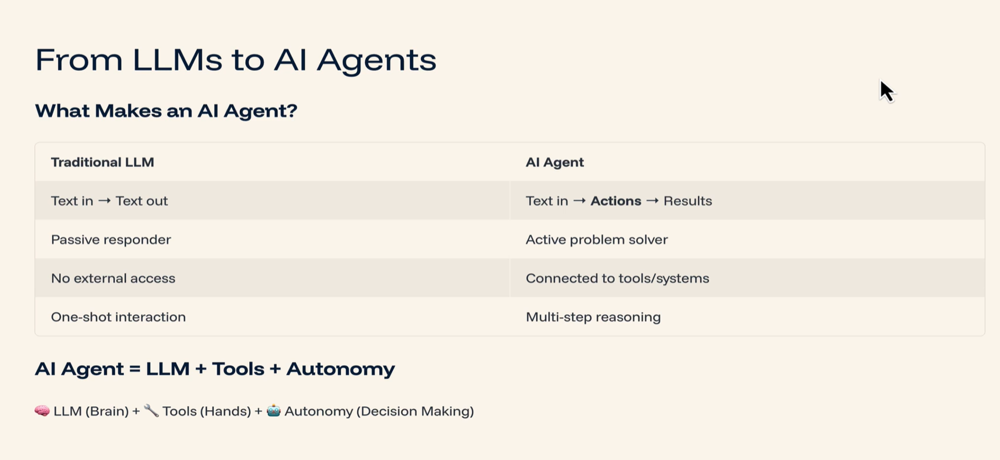 From LLMs to AI Agents
What Makes an AI Agent?
Traditional LLM AI Agent
Text in → Text out Text in → Actions → Results
Passive responder Active problem solver
No external access Connected to tools/systems
One-shot interaction Multi-step reasoning
AI Agent = LLM + Tools + Autonomy
🧠 LLM (Brain) + 🔧 Tools (Hands) + 🤖 Autonomy (Decision Making)